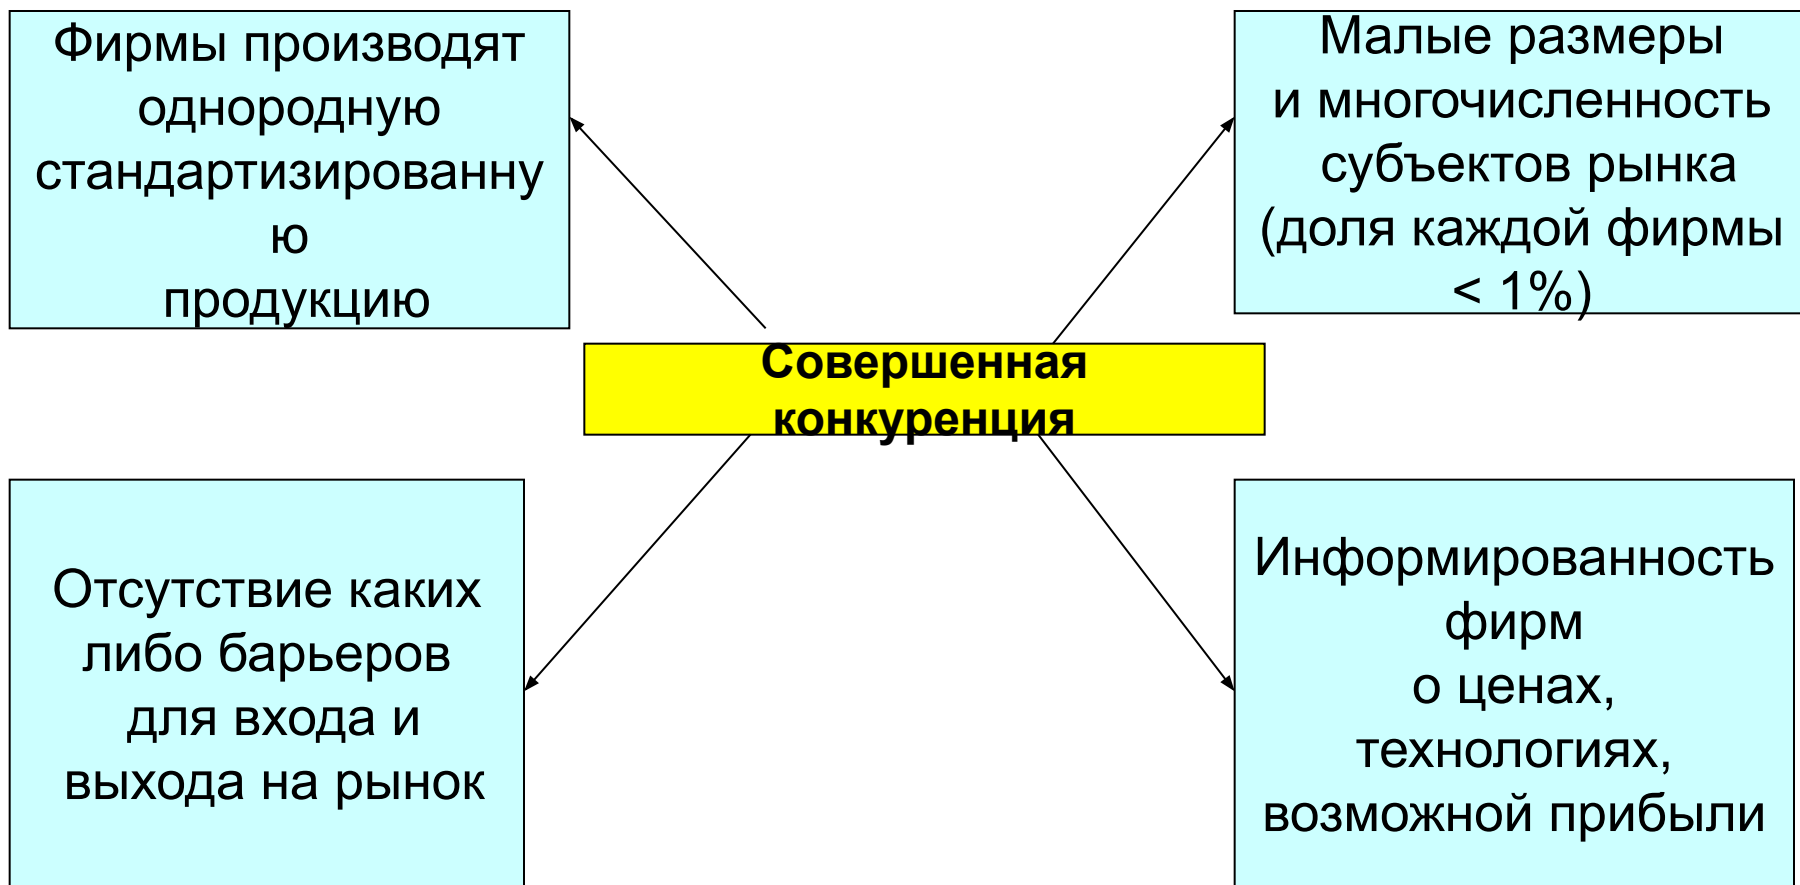 Фирмы производят
однородную
стандартизированну
ю
продукцию
Малые размеры
и многочисленность
субъектов рынка
(доля каждой фирмы
< 1%)
Совершенная
конкуренция
Отсутствие каких
либо барьеров
для входа и
выхода на рынок
Информированность
фирм
о ценах,
технологиях,
возможной прибыли